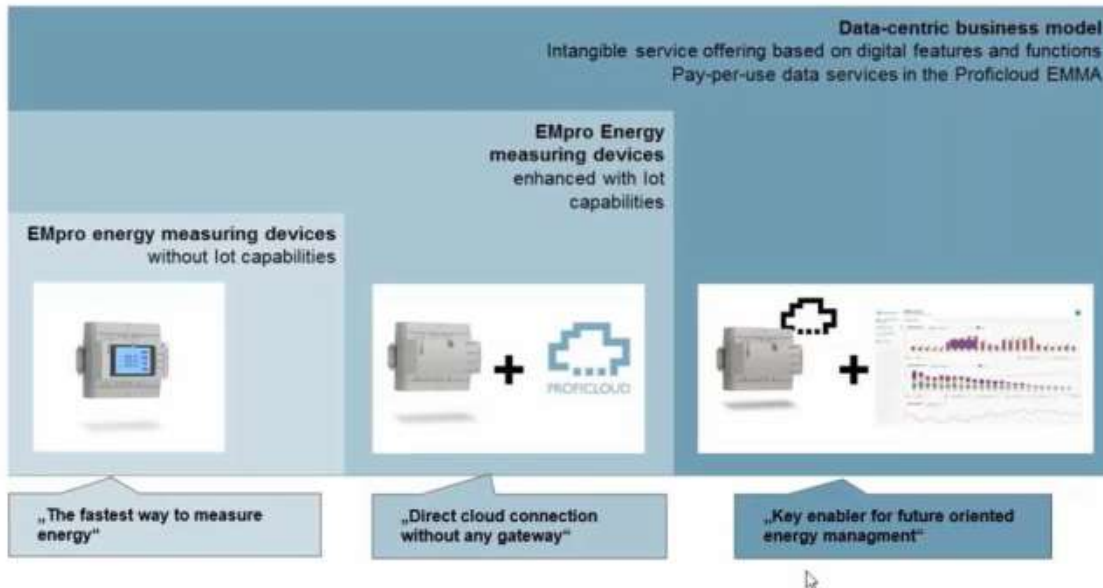 Data-centric business model
Intangible service offering based on digital features and functions
Pay-per-use data services in the Proficloud EMMA
EMpro Energy
measuring devices
enhanced with Iot
capabilities
EMpro energy measuring devices
without Iot capabilities
PROFICLOUD
„The fastest way to measure
energy“
„Direct cloud connection
without any gateway“
„Key enabler for future oriented
energy managment“